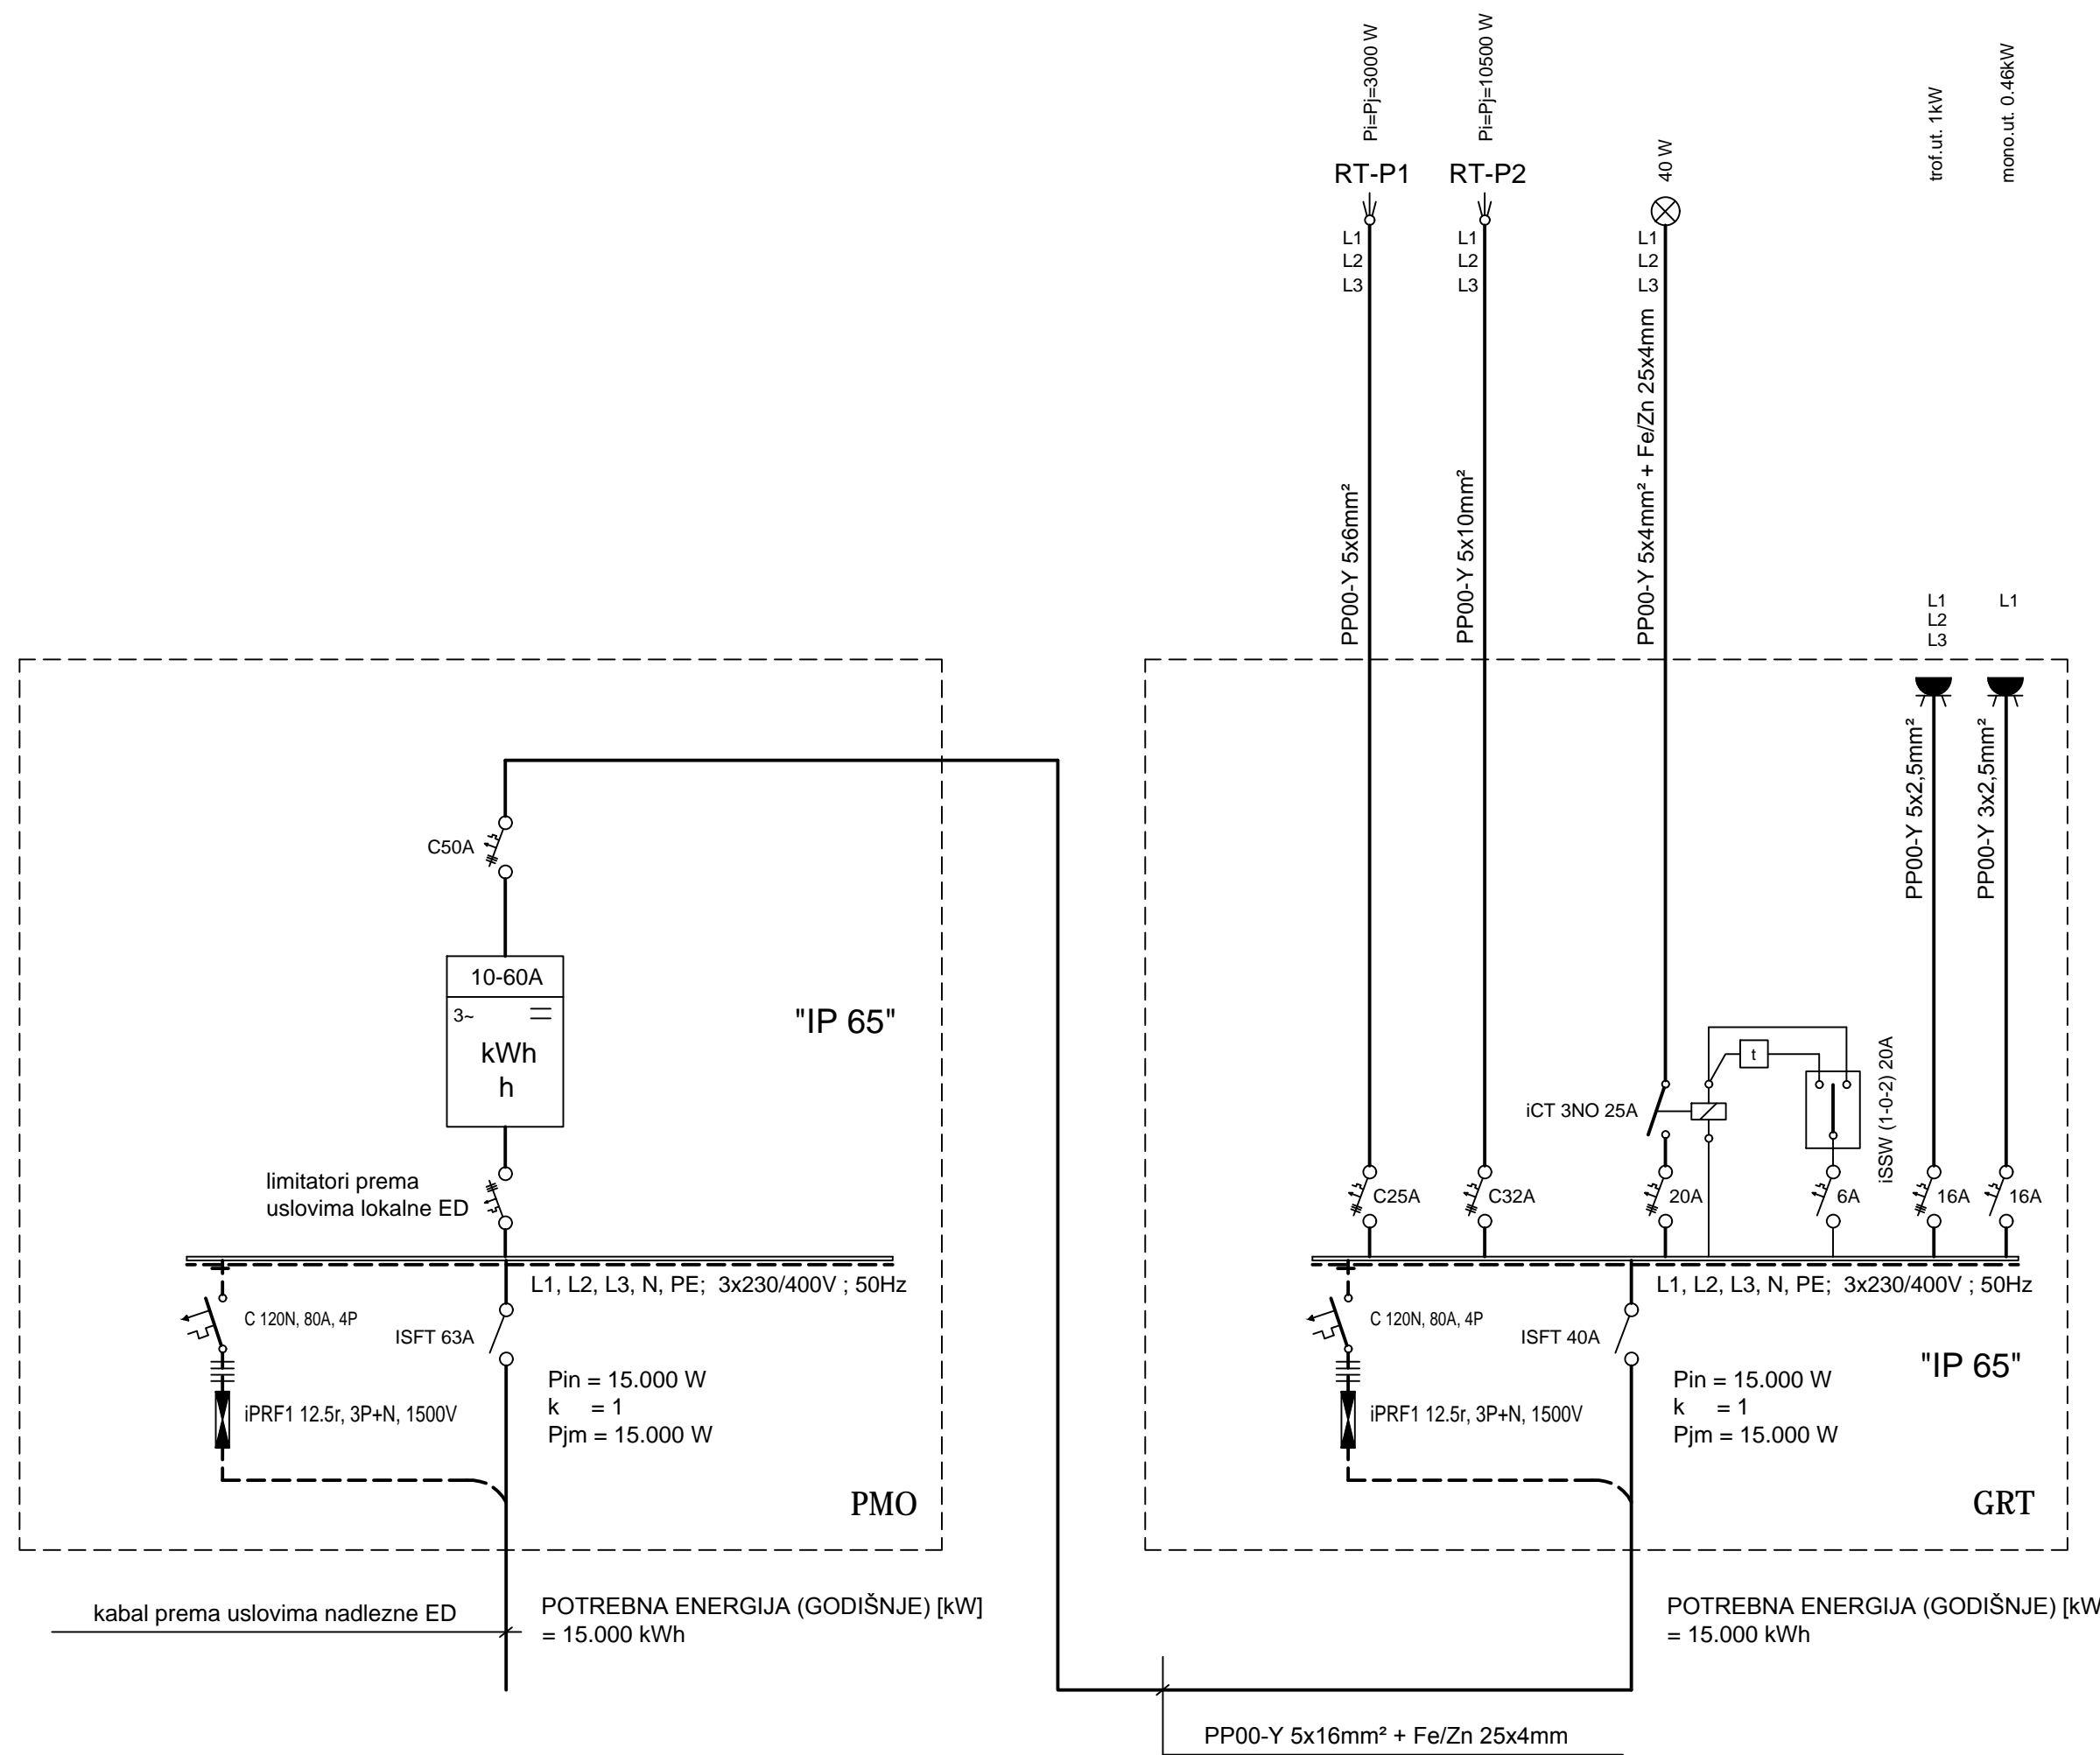 Pi=Pj=3000 W
Pi=Pj=10500 W
40 W
trof.ut. 1kW
mono.ut. 0.46kW
RT-P1
RT-P2
L1
L2
L3
L1
L2
L3
L1
L2
L3
PP00-Y 5x6mm²
PP00-Y 5x10mm²
PP00-Y 5x4mm² + Fe/Zn 25x4mm
L1
L2
L3
L1
PP00-Y 5x2,5mm²
PP00-Y 3x2,5mm²
C50A
10-60A
3~
kWh
h
"IP 65"
limitatori prema
uslovima lokalne ED
L1, L2, L3, N, PE; 3x230/400V ; 50Hz
C 120N, 80A, 4P
ISFT 63A
iPRF1 12.5r, 3P+N, 1500V
Pin = 15.000 W
k = 1
Pjm = 15.000 W
PMO
kabal prema uslovima nadlezne ED
POTREBNA ENERGIJA (GODIŠNJE) [kW]
= 15.000 kWh
t
iCT 3NO 25A
iSSW (1-0-2) 20A
C25A
C32A
20A
6A
16A
16A
L1, L2, L3, N, PE; 3x230/400V ; 50Hz
C 120N, 80A, 4P
ISFT 40A
iPRF1 12.5r, 3P+N, 1500V
"IP 65"
Pin = 15.000 W
k = 1
Pjm = 15.000 W
GRT
POTREBNA ENERGIJA (GODIŠNJE) [kW
= 15.000 kWh
PP00-Y 5x16mm² + Fe/Zn 25x4mm